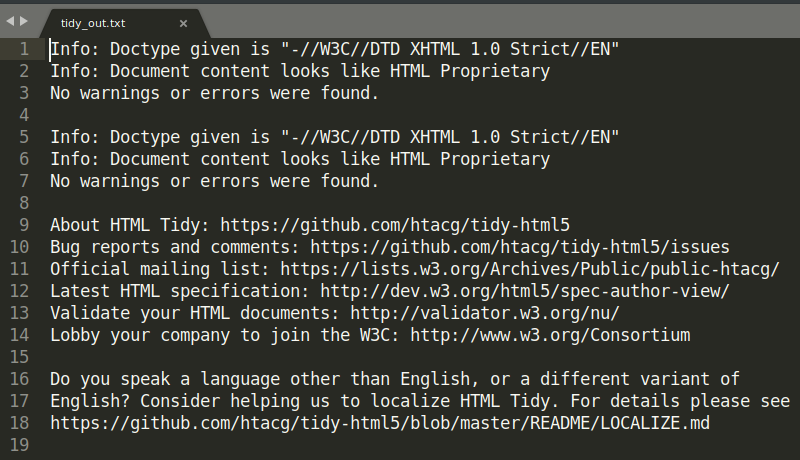 tidy_out.txt
1 Info: Doctype given is "-//W3C//DTD XHTML 1.0 Strict//EN"
2 Info: Document content looks like HTML Proprietary
3 No warnings or errors were found.
4
5 Info: Doctype given is "-//W3C//DTD XHTML 1.0 Strict//EN"
6 Info: Document content looks like HTML Proprietary
7 No warnings or errors were found.
8
9 About HTML Tidy: https://github.com/htacg/tidy-html5
10 Bug reports and comments: https://github.com/htacg/tidy-html5/issues
11 Official mailing list: https://lists.w3.org/Archives/Public/public-htacg/
12 Latest HTML specification: http://dev.w3.org/html5/spec-author-view/
13 Validate your HTML documents: http://validator.w3.org/nu/
14 Lobby your company to join the W3C: http://www.w3.org/Consortium
15
16 Do you speak a language other than English, or a different variant of
17 English? Consider helping us to localize HTML Tidy. For details please see
18 https://github.com/htacg/tidy-html5/blob/master/README/LOCALIZE.md
19